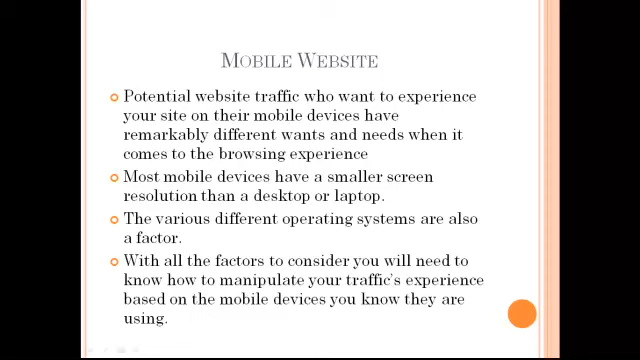 MOBILE WEBSITE
Potential website traffic who want to experience
your site on their mobile devices have
remarkably different wants and needs when it
comes to the browsing experience
Most mobile devices have a smaller screen
resolution than a desktop or laptop.
The various different operating systems are also
a factor.
With all the factors to consider you will need to
know how to manipulate your traffic's experience
based on the mobile devices you know they are
using.